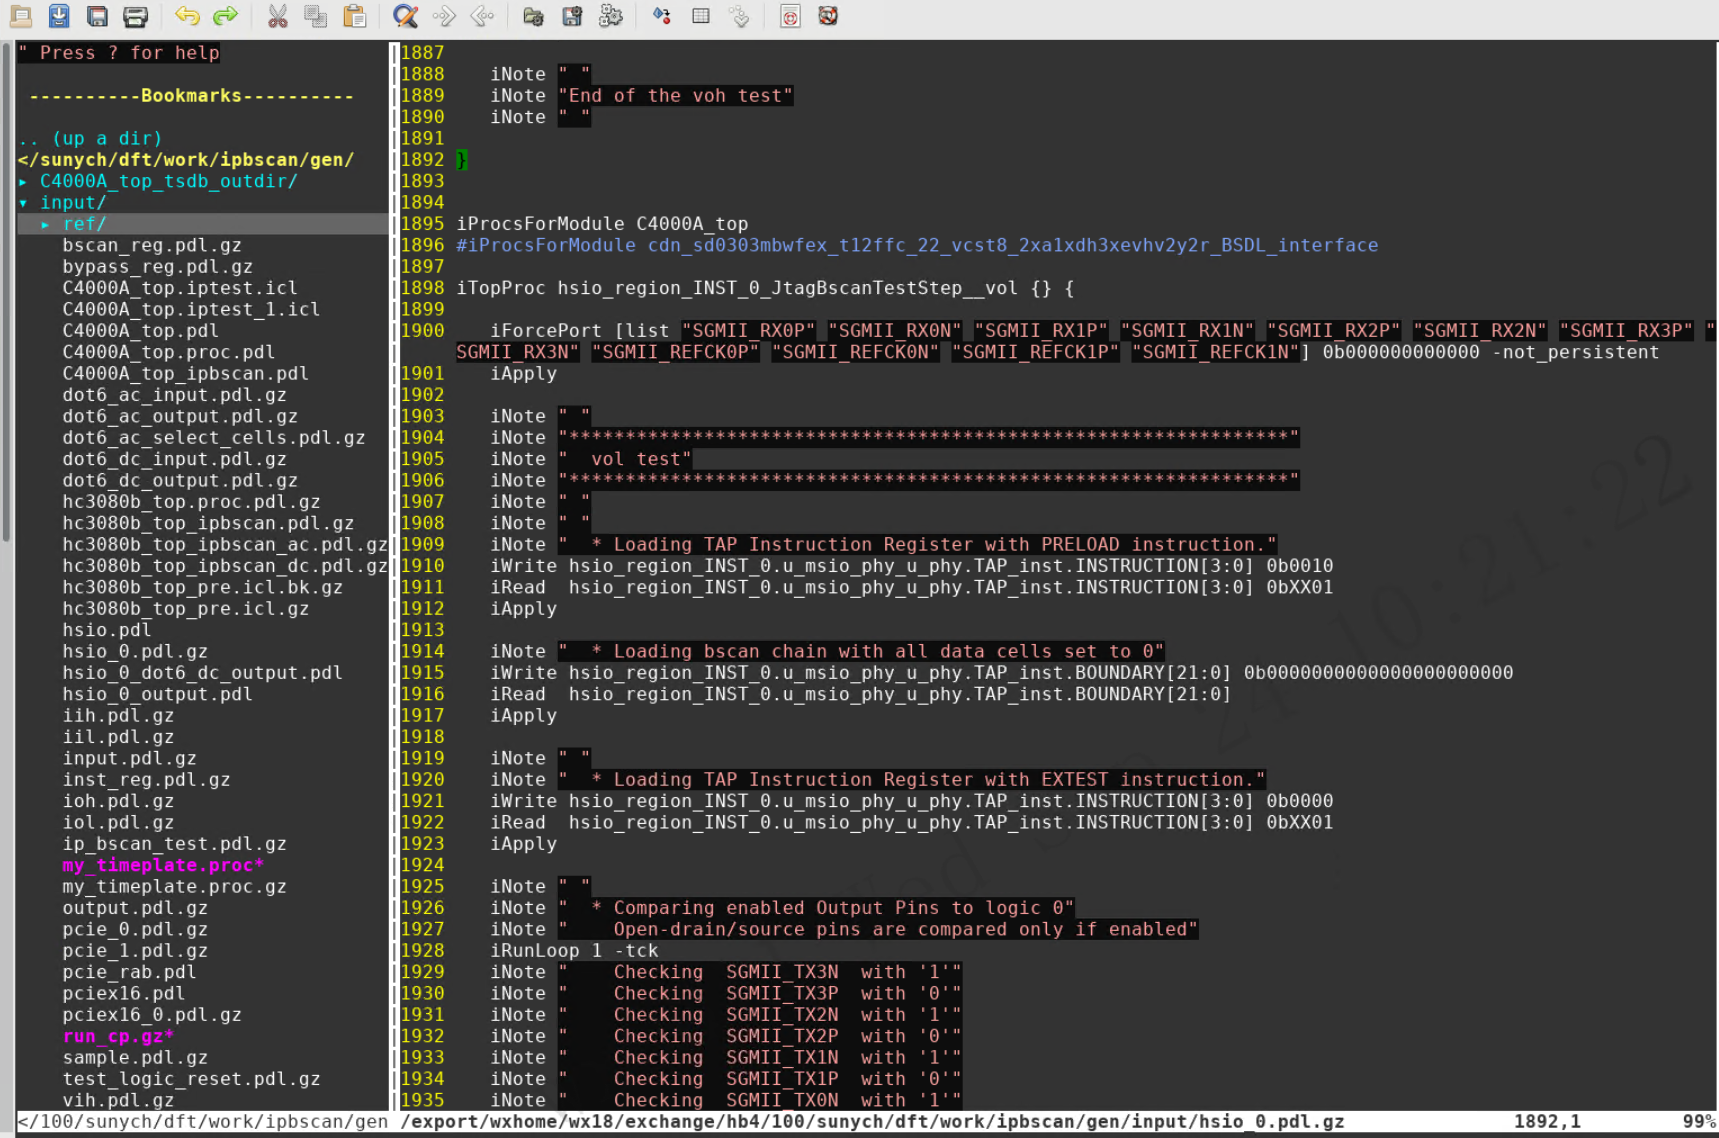 " Press ? for help
----------Bookmarks----------
.. (up a dir)
</sunych/dft/work/ipbscan/gen/
▸ C4000A_top_tsdb_outdir/
▾ input/
▸ ref/
bscan_reg.pdl.gz
bypass_reg.pdl.gz
C4000A_top.iptest.icl
C4000A_top.iptest_1.icl
C4000A_top.pdl
C4000A_top.proc.pdl
C4000A_top_ipbscan.pdl
dot6_ac_input.pdl.gz
dot6_ac_output.pdl.gz
dot6_ac_select_cells.pdl.gz
dot6_dc_input.pdl.gz
dot6_dc_output.pdl.gz
hc3080b_top.proc.pdl.gz
hc3080b_top_ipbscan.pdl.gz
hc3080b_top_ipbscan_ac.pdl.gz
hc3080b_top_ipbscan_dc.pdl.gz
hc3080b_top_pre.icl.bk.gz
hc3080b_top_pre.icl.gz
hsio.pdl
hsio_0.pdl.gz
hsio_0_dot6_dc_output.pdl
hsio_0_output.pdl
iih.pdl.gz
iil.pdl.gz
input.pdl.gz
inst_reg.pdl.gz
ioh.pdl.gz
iol.pdl.gz
ip_bscan_test.pdl.gz
my_timeplate.proc*
my_timeplate.proc.gz
output.pdl.gz
pcie_0.pdl.gz
pcie_1.pdl.gz
pcie_rab.pdl
pciex16.pdl
pciex16_0.pdl.gz
run_cp.gz*
sample.pdl.gz
test_logic_reset.pdl.gz
vih.pdl.gz
</100/sunych/dft/work/ipbscan/gen
1887
1888 iNote " "
1889 iNote "End of the voh test"
1890 iNote " "
1891
1892 }
1893
1894
1895 iProcsForModule C4000A_top
1896 #iProcsForModule cdn_sd0303mbwfex_t12ffc_22_vcst8_2xa1xdh3xevhv2y2r_BSDL_interface
1897
1898 iTopProc hsio_region_INST_0_JtagBscanTestStep__vol {} {
1899
1900 iForcePort [list "SGMII_RX0P" "SGMII_RX0N" "SGMII_RX1P" "SGMII_RX1N" "SGMII_RX2P" "SGMII_RX2N" "SGMII_RX3P" "
SGMII_RX3N" "SGMII_REFCK0P" "SGMII_REFCK0N" "SGMII_REFCK1P" "SGMII_REFCK1N"] 0b000000000000 -not_persistent
1901 iApply
1902
1903 iNote " "
1904 iNote "****************************************************************"
1905 iNote "  vol test"
1906 iNote "****************************************************************"
1907 iNote " "
1908 iNote " "
1909 iNote "  * Loading TAP Instruction Register with PRELOAD instruction."
1910 iWrite hsio_region_INST_0.u_msio_phy_u_phy.TAP_inst.INSTRUCTION[3:0] 0b0010
1911 iRead hsio_region_INST_0.u_msio_phy_u_phy.TAP_inst.INSTRUCTION[3:0] 0bXX01
1912 iApply
1913
1914 iNote "  * Loading bscan chain with all data cells set to 0"
1915 iWrite hsio_region_INST_0.u_msio_phy_u_phy.TAP_inst.BOUNDARY[21:0] 0b0000000000000000000000
1916 iRead hsio_region_INST_0.u_msio_phy_u_phy.TAP_inst.BOUNDARY[21:0]
1917 iApply
1918
1919 iNote " "
1920 iNote "  * Loading TAP Instruction Register with EXTEST instruction."
1921 iWrite hsio_region_INST_0.u_msio_phy_u_phy.TAP_inst.INSTRUCTION[3:0] 0b0000
1922 iRead hsio_region_INST_0.u_msio_phy_u_phy.TAP_inst.INSTRUCTION[3:0] 0bXX01
1923 iApply
1924
1925 iNote " "
1926 iNote "  * Comparing enabled Output Pins to logic 0"
1927 iNote "    Open-drain/source pins are compared only if enabled"
1928 iRunLoop 1 -tck
1929 iNote "    Checking  SGMII_TX3N  with '1'"
1930 iNote "    Checking  SGMII_TX3P  with '0'"
1931 iNote "    Checking  SGMII_TX2N  with '1'"
1932 iNote "    Checking  SGMII_TX2P  with '0'"
1933 iNote "    Checking  SGMII_TX1N  with '1'"
1934 iNote "    Checking  SGMII_TX1P  with '0'"
1935 iNote "    Checking  SGMII_TX0N  with '1'"
/export/wxhome/wx18/exchange/hb4/100/sunych/dft/work/ipbscan/gen/input/hsio_0.pdl.gz 1892,1 99%
Wed Sep 24 10:21:22